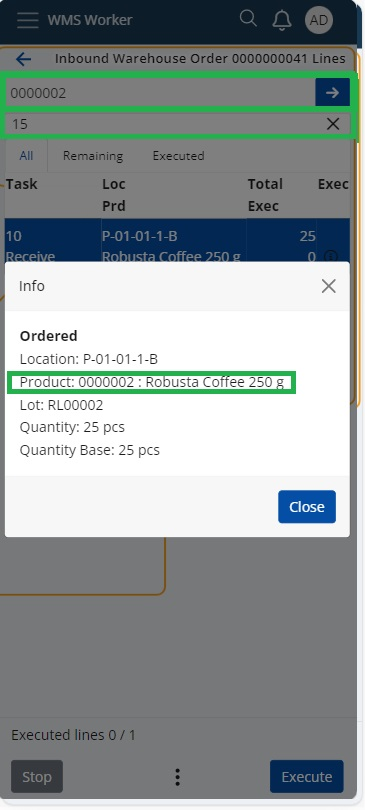 WMS Worker
AD
Inbound Warehouse Order 0000000041 Lines
0000002
15
All Remaining Executed
Task Loc Total Exec
Prd Exec
10 P-01-01-1-B 25
Receive Robusta Coffee 250 g 0
Info
Ordered
Location: P-01-01-1-B
Product: 0000002 : Robusta Coffee 250 g
Lot: RL00002
Quantity: 25 pcs
Quantity Base: 25 pcs
Close
Executed lines 0 / 1
Stop Execute